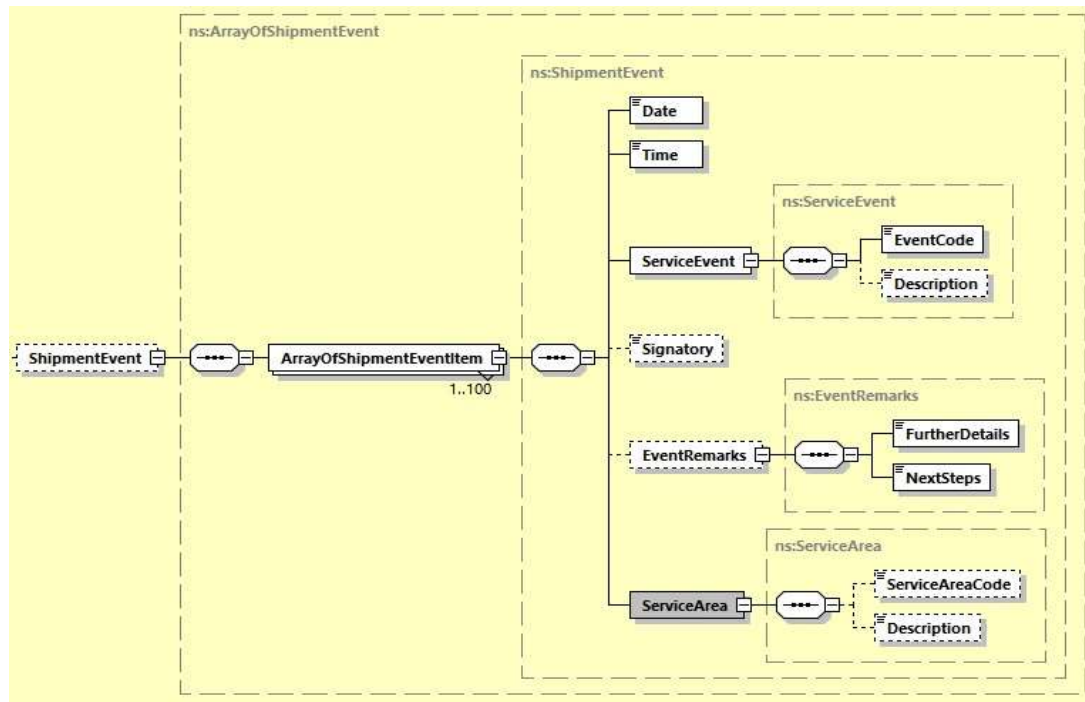 ns:ArrayOfShipmentEvent
ns:ShipmentEvent
Date
Time
ns:ServiceEvent
EventCode
ServiceEvent
Description
Signatory
ShipmentEvent
ArrayOfShipmentEventItem
1..100
ns:EventRemarks
FurtherDetails
EventRemarks
NextSteps
ns:ServiceArea
ServiceAreaCode
ServiceArea
Description